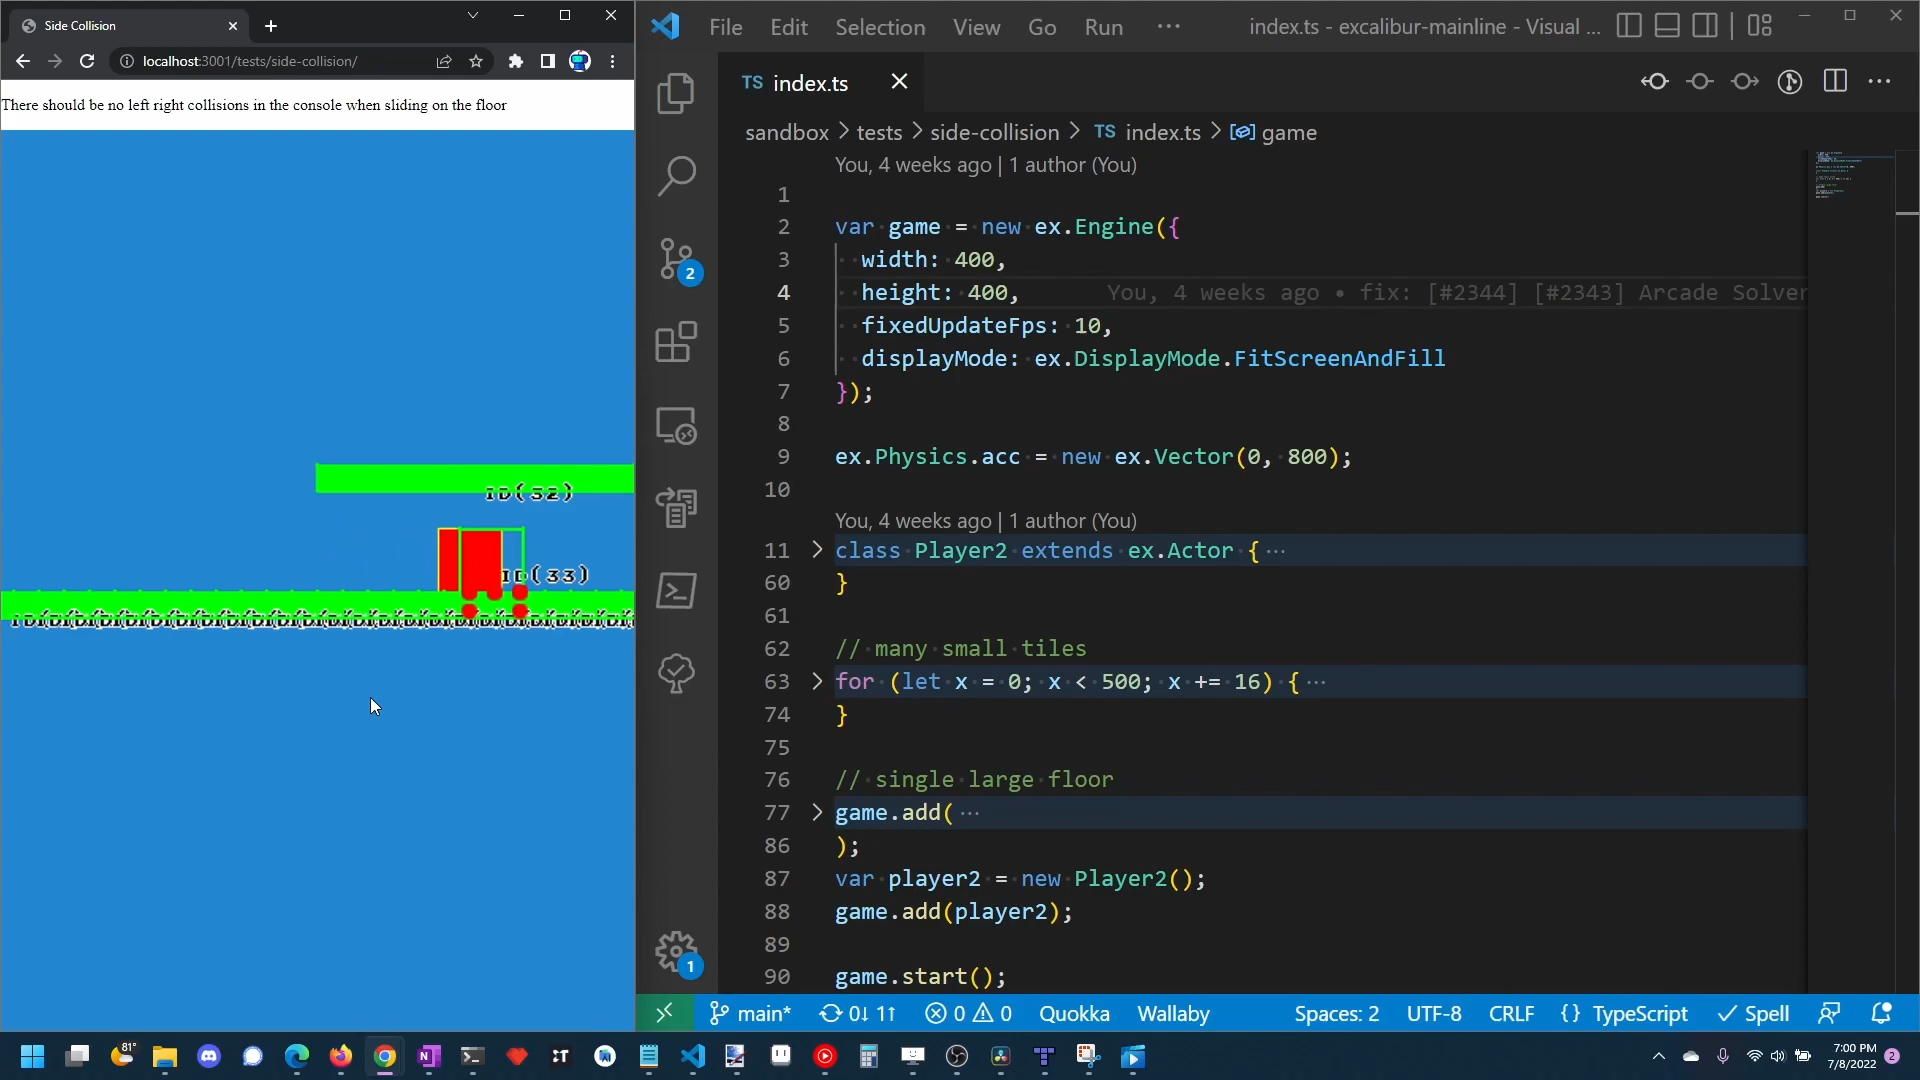 Side Collision
localhost:3001/tests/side-collision/
There should be no left right collisions in the console when sliding on the floor
ID(32)
ID(33)
File Edit Selection View Go Run ··· index.ts - excalibur-mainline - Visual ...
TS index.ts
sandbox > tests > side-collision > TS index.ts > game
You, 4 weeks ago | 1 author (You)
1
2 var game = new ex.Engine({
3 width: 400,
4 height: 400, You, 4 weeks ago • fix: [#2344] [#2343] Arcade Solver
5 fixedUpdateFps: 10,
6 displayMode: ex.DisplayMode.FitScreenAndFill
7 });
8
9 ex.Physics.acc = new ex.Vector(0, 800);
10
You, 4 weeks ago | 1 author (You)
11 class Player2 extends ex.Actor { ···
60 }
61
62 // many small tiles
63 for (let x = 0; x < 500; x += 16) { ···
74 }
75
76 // single large floor
77 game.add( ···
86 );
87 var player2 = new Player2();
88 game.add(player2);
89
90 game.start();
2
1
main* 0↓ 1↑ 0 0 Quokka Wallaby Spaces: 2 UTF-8 CRLF {} TypeScript Spell
81°
7:00 PM
7/8/2022
2